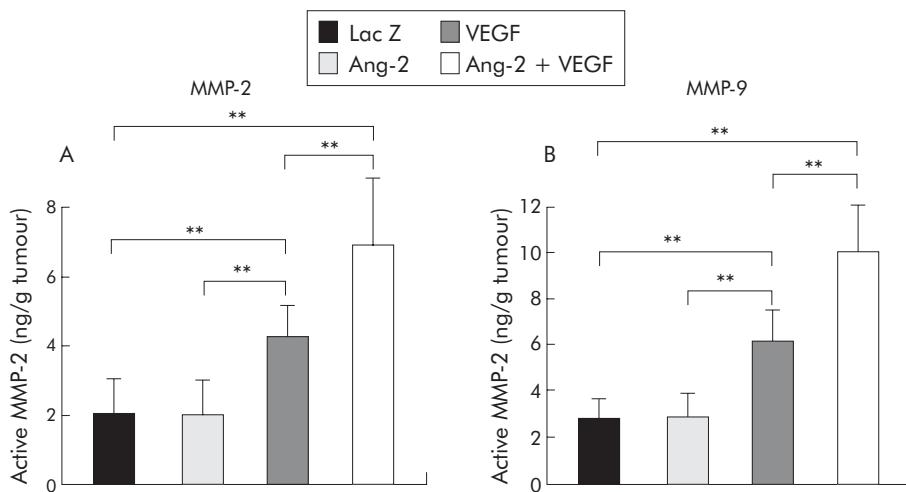 Lac Z VEGF
Ang-2 Ang-2 + VEGF
MMP-2
A
**
**
**
**
Active MMP-2 (ng/g tumour)
8
6
4
2
0
MMP-9
B
**
**
**
**
Active MMP-2 (ng/g tumour)
12
10
8
6
4
2
0